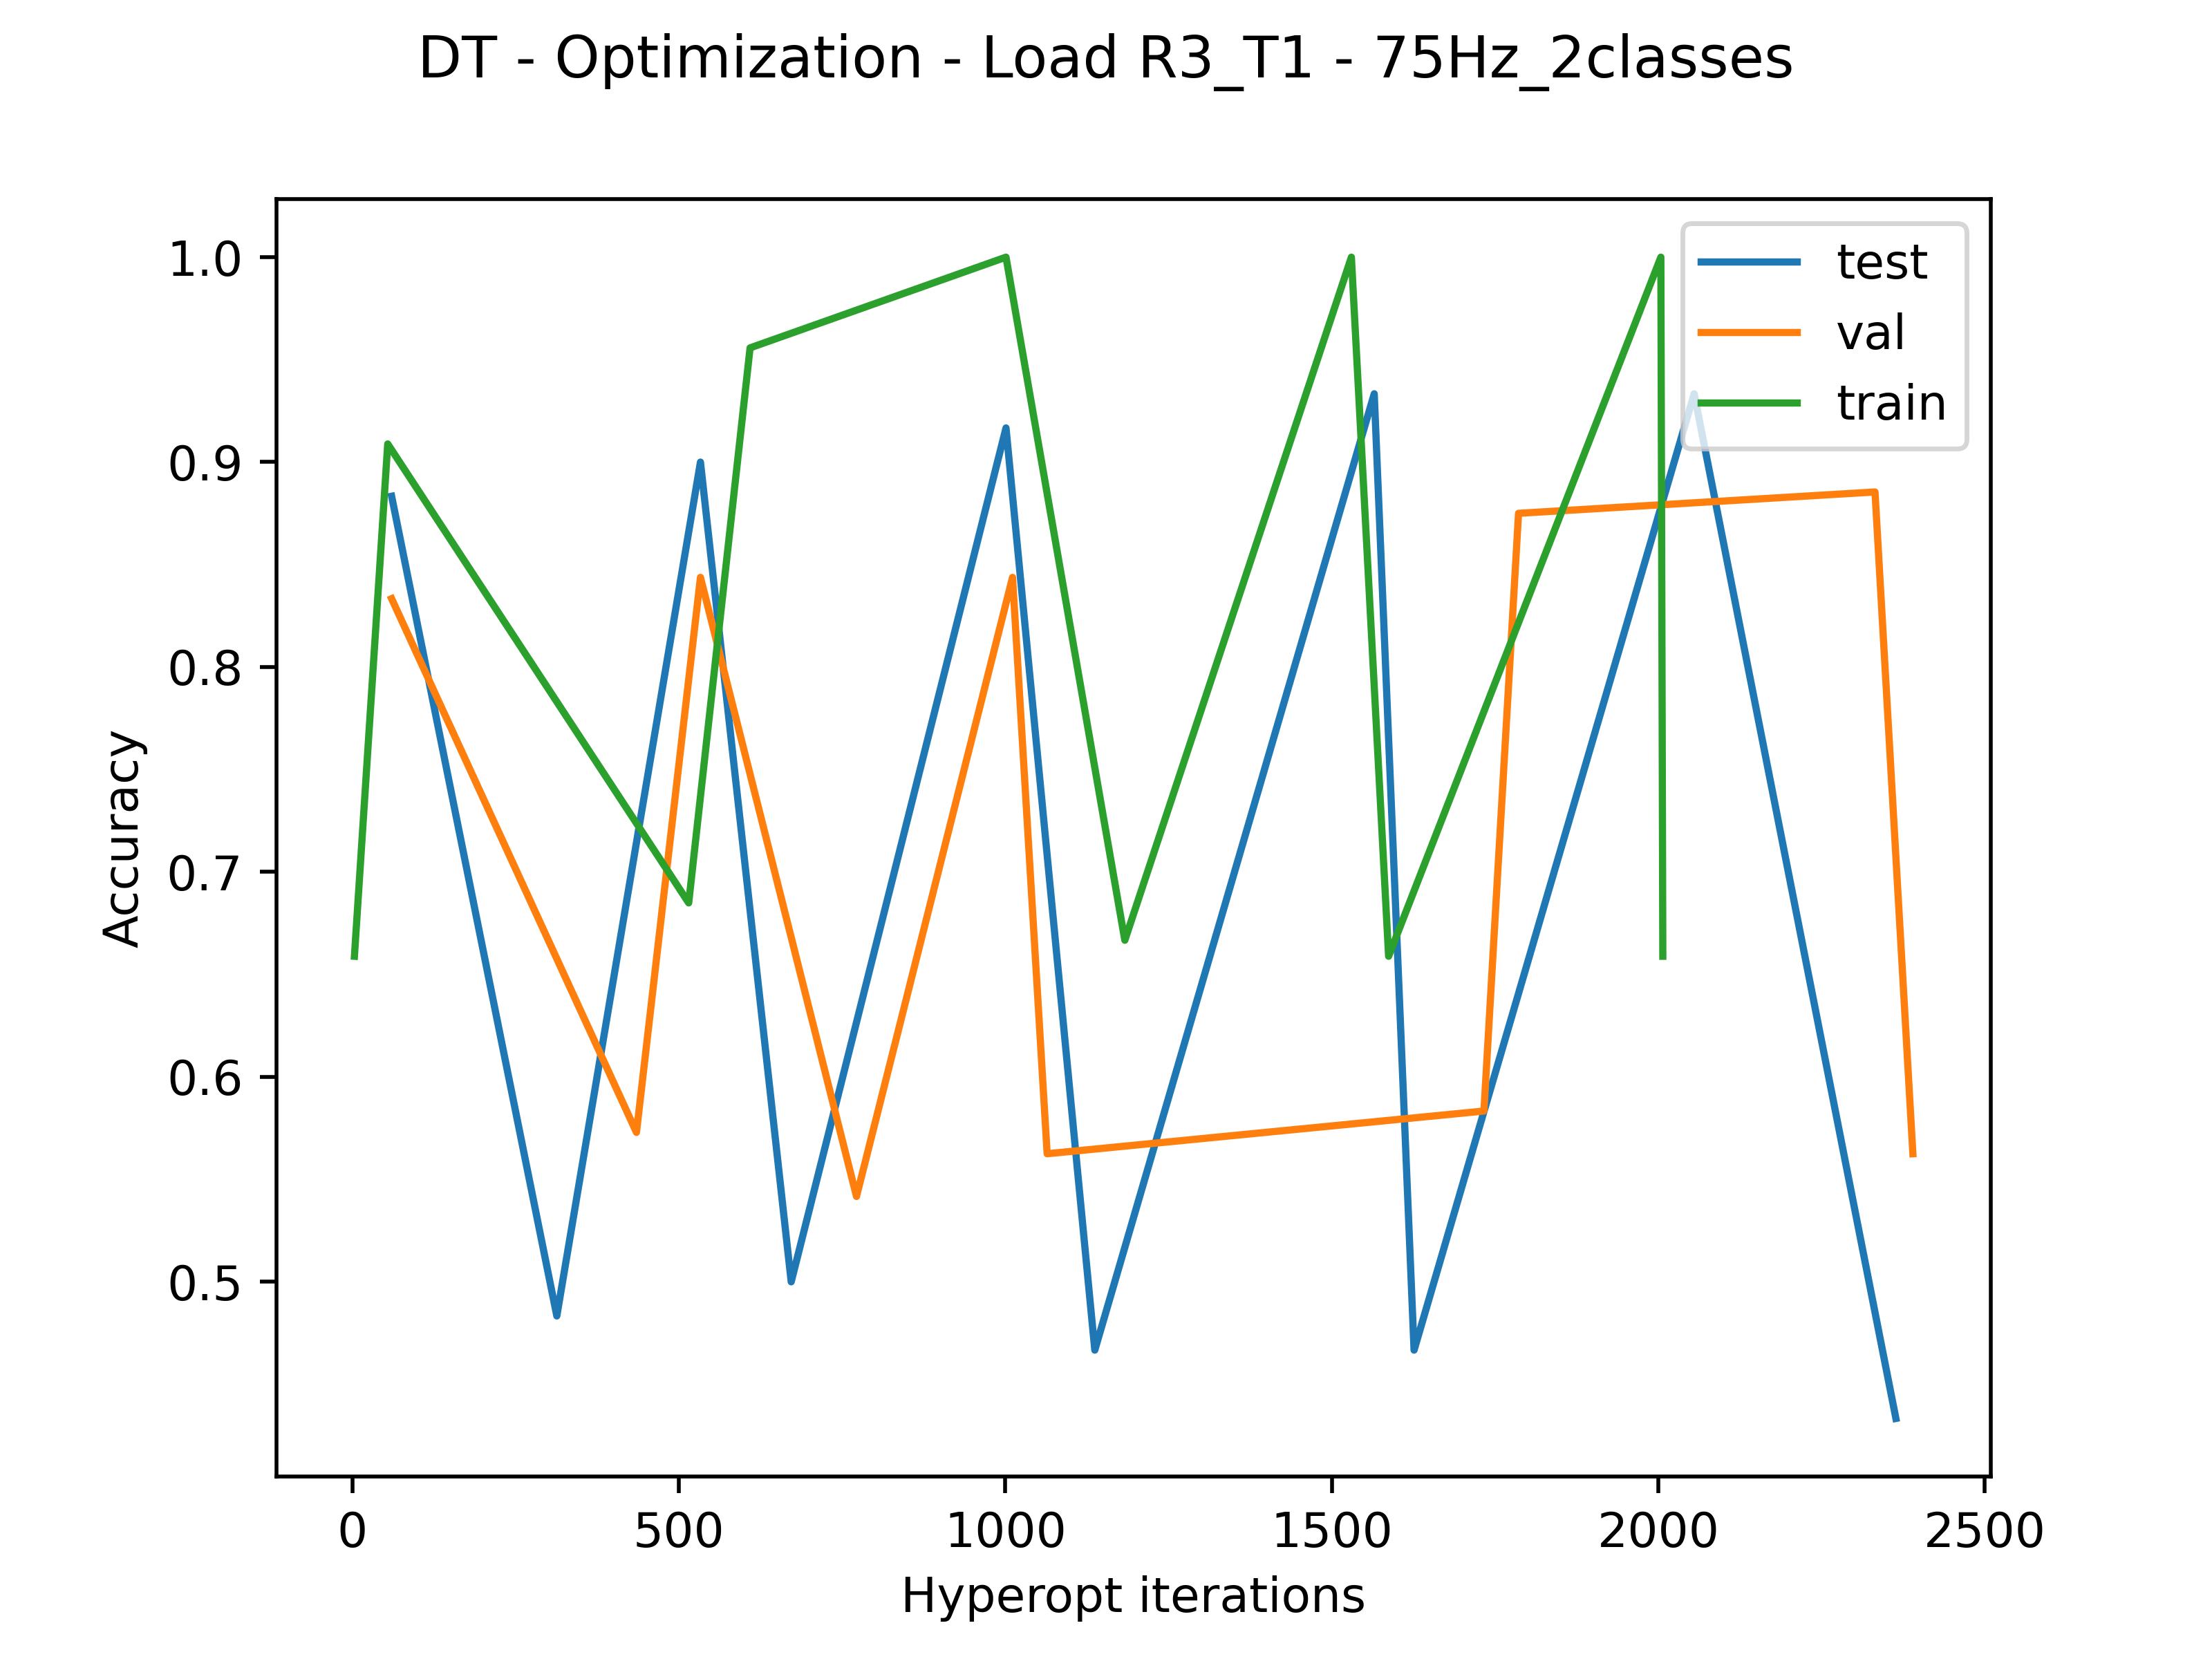 DT - Optimization - Load R3_T1 - 75Hz_2classes
test
val
train
1.0
0.9
0.8
0.7
0.6
0.5
Accuracy
0 500 1000 1500 2000 2500
Hyperopt iterations